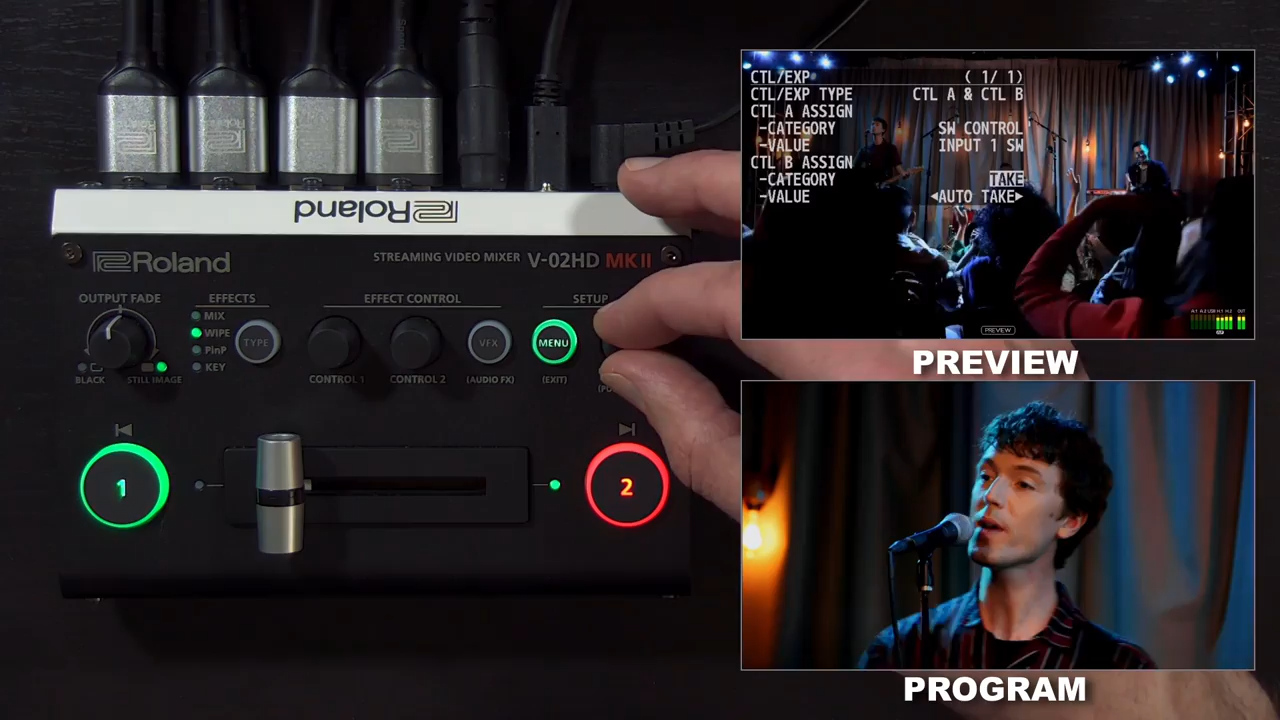 Roland
Roland
STREAMING VIDEO MIXER V-02HD MKII
OUTPUT FADE
BLACK
STILL IMAGE
EFFECTS
MIX
WIPE
PinP
KEY
TYPE
EFFECT CONTROL
CONTROL 1
CONTROL 2
VFX
(AUDIO FX)
SETUP
MENU
(EXIT)
1
2
CTL/EXP ( 1/ 1)
CTL/EXP TYPE CTL A & CTL B
CTL A ASSIGN
-CATEGORY SW CONTROL
-VALUE INPUT 1 SW
CTL B ASSIGN
-CATEGORY TAKE
-VALUE ◀AUTO TAKE▶
PREVIEW
PREVIEW
PROGRAM